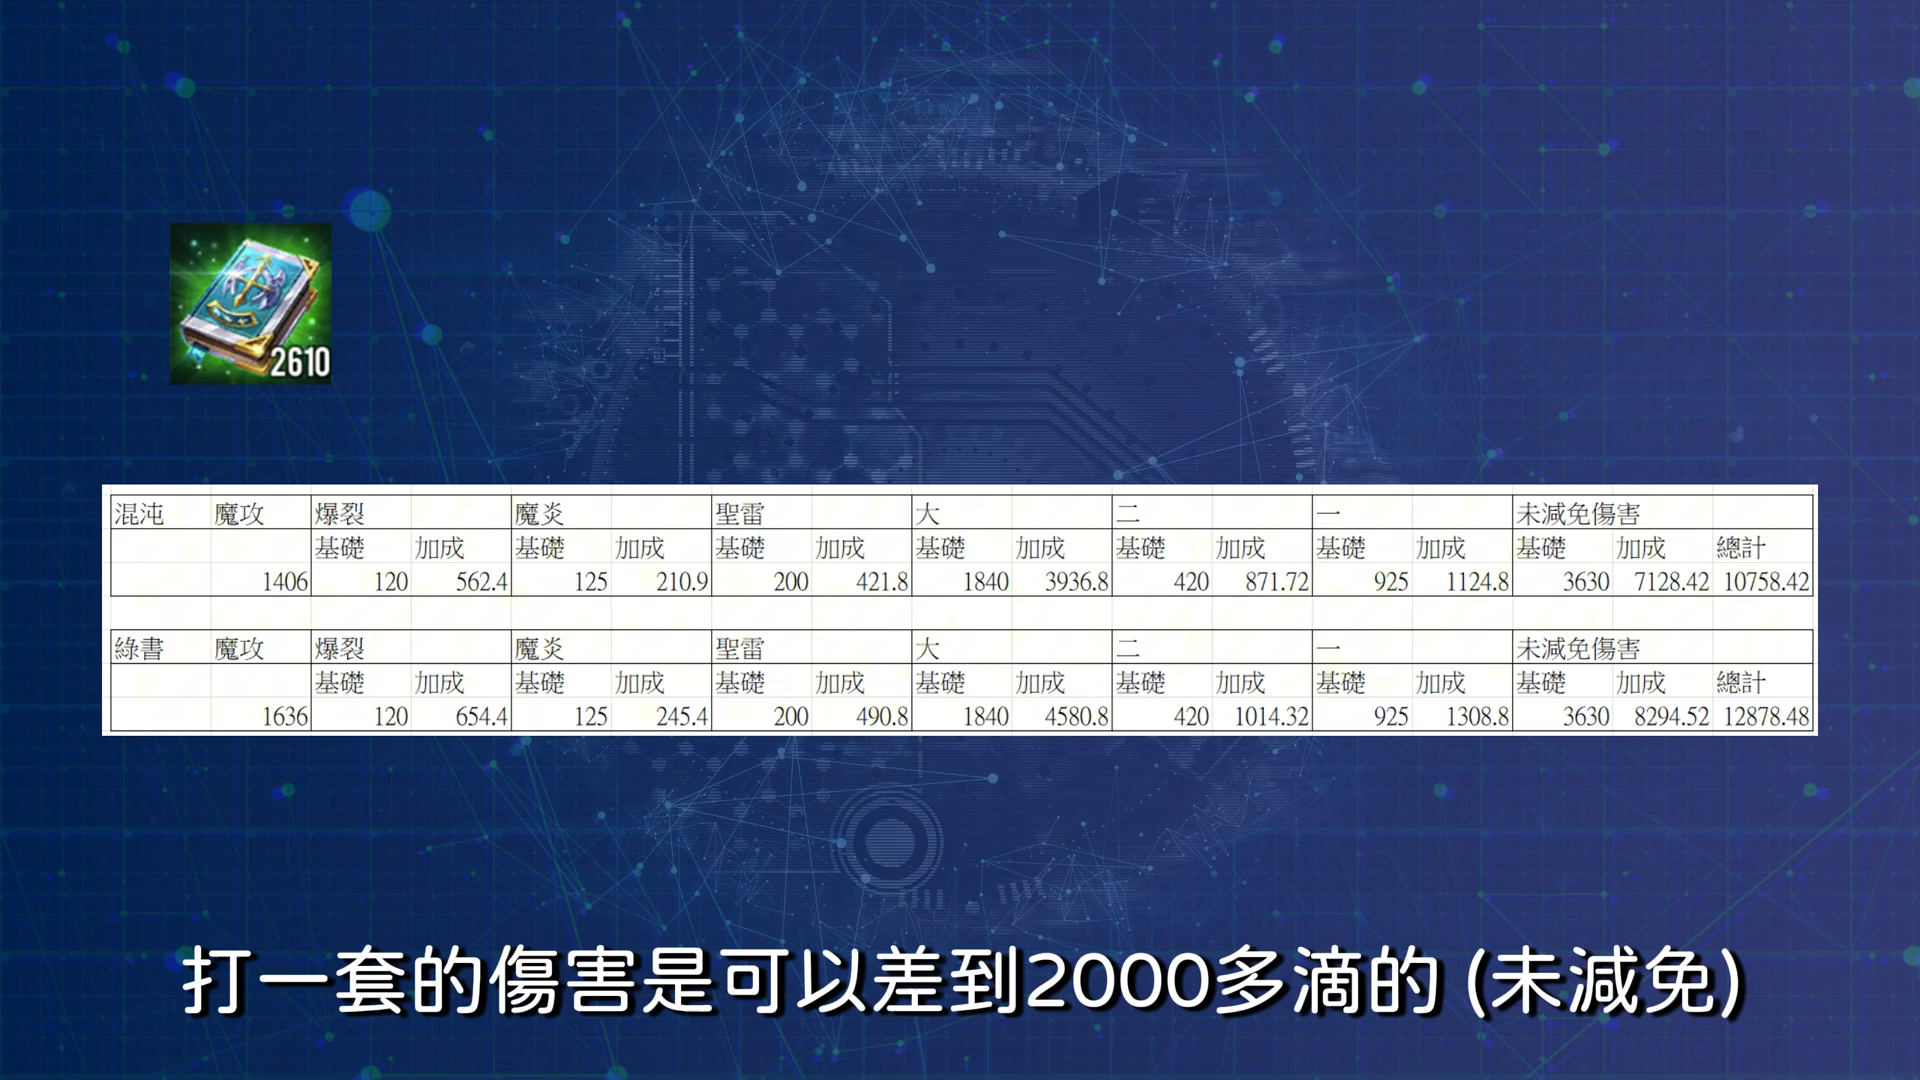 2610
混沌 魔攻 爆裂 魔炎 聖雷 大 二 一 未減免傷害
基礎 加成 基礎 加成 基礎 加成 基礎 加成 基礎 加成 基礎 加成 基礎 加成 總計
1406 120 562.4 125 210.9 200 421.8 1840 3936.8 420 871.72 925 1124.8 3630 7128.42 10758.42
綠書 魔攻 爆裂 魔炎 聖雷 大 二 一 未減免傷害
基礎 加成 基礎 加成 基礎 加成 基礎 加成 基礎 加成 基礎 加成 基礎 加成 總計
1636 120 654.4 125 245.4 200 490.8 1840 4580.8 420 1014.32 925 1308.8 3630 8294.52 12878.48
打一套的傷害是可以差到2000多滴的 (未減免)